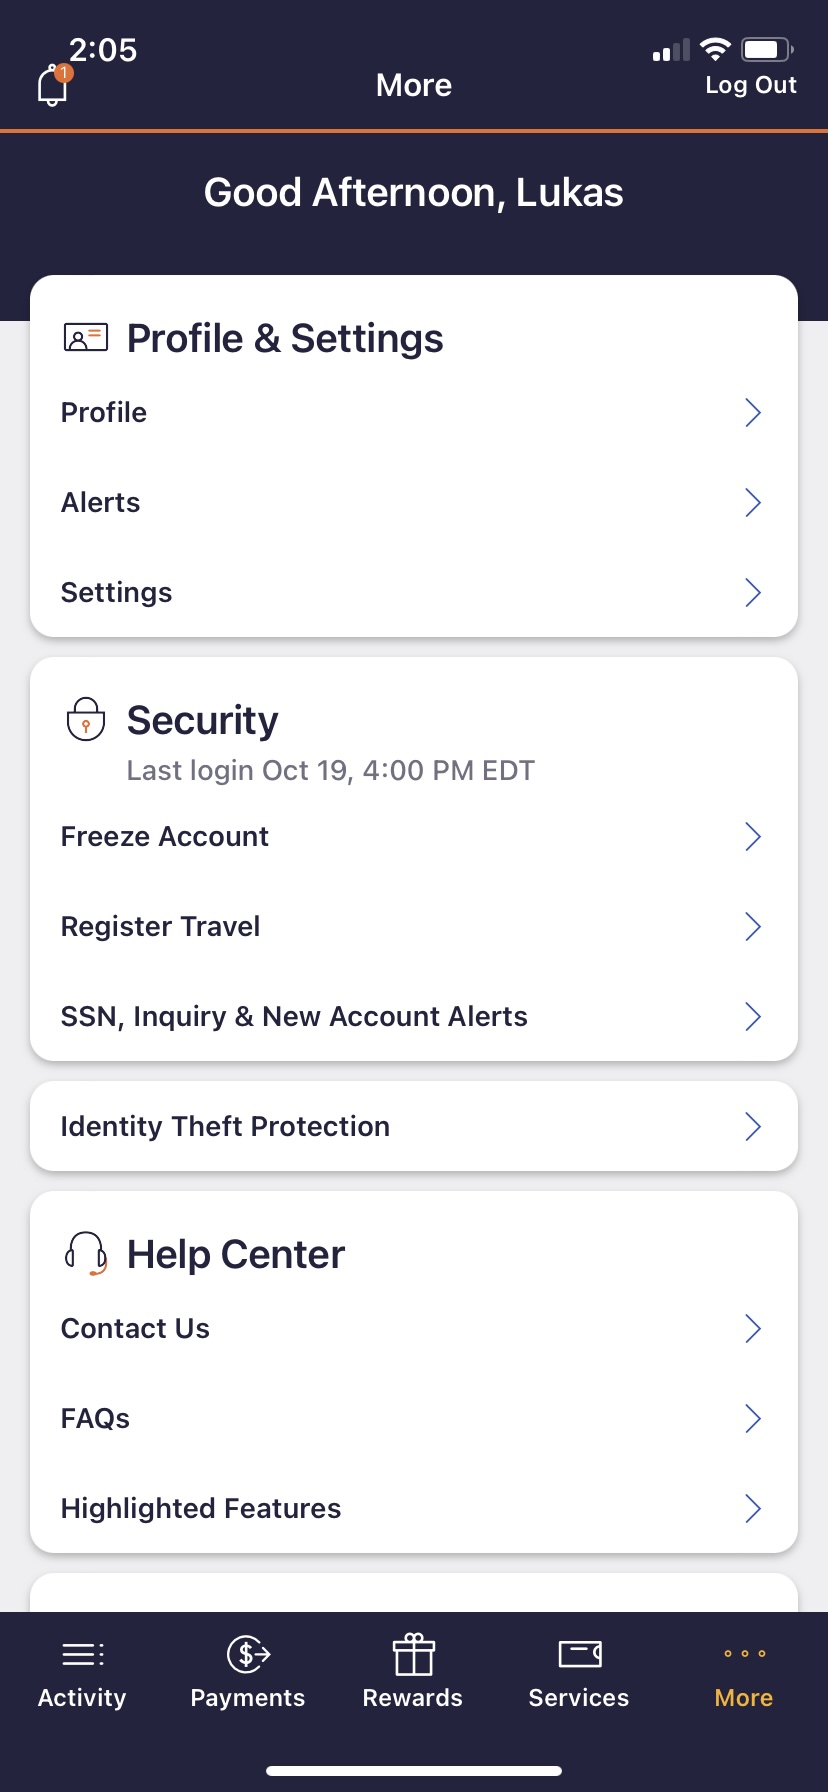 2:05
1
More
Log Out
Good Afternoon, Lukas
Profile & Settings
Profile
Alerts
Settings
Security
Last login Oct 19, 4:00 PM EDT
Freeze Account
Register Travel
SSN, Inquiry & New Account Alerts
Identity Theft Protection
Help Center
Contact Us
FAQs
Highlighted Features
$
Activity
Payments
Rewards
Services
More